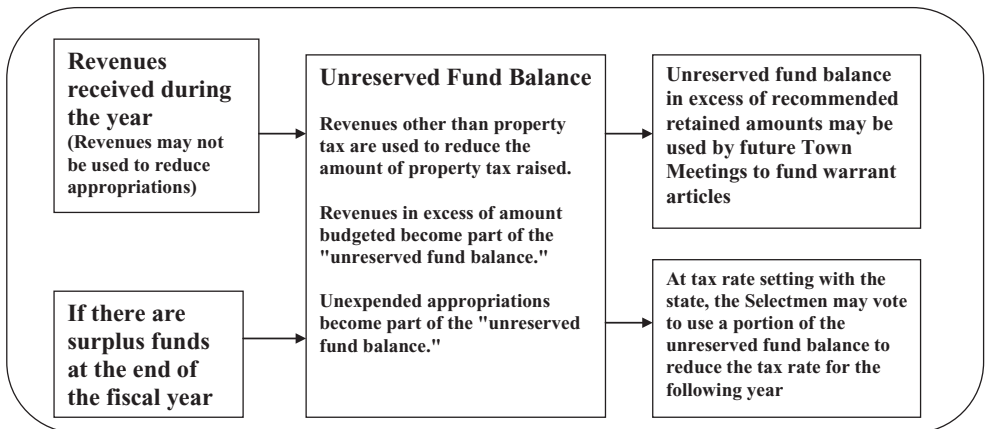 Revenues
received during
the year
(Revenues may not
be used to reduce
appropriations)
If there are
surplus funds
at the end of
the fiscal year
Unreserved Fund Balance
Revenues other than property
tax are used to reduce the
amount of property tax raised.
Revenues in excess of amount
budgeted become part of the
"unreserved fund balance."
Unexpended appropriations
become part of the "unreserved
fund balance."
Unreserved fund balance
in excess of recommended
retained amounts may be
used by future Town
Meetings to fund warrant
articles
At tax rate setting with the
state, the Selectmen may vote
to use a portion of the
unreserved fund balance to
reduce the tax rate for the
following year